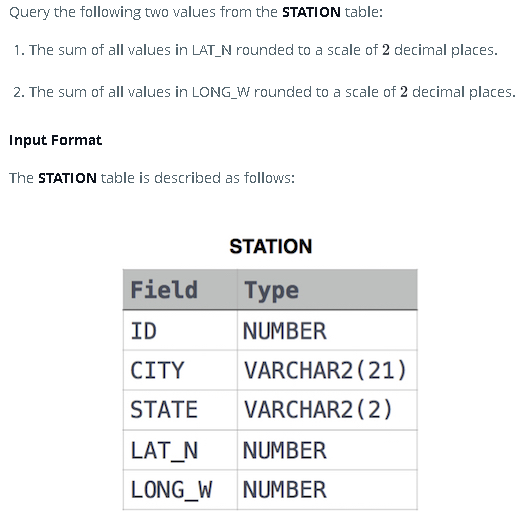 Query the following two values from the STATION table:
1. The sum of all values in LAT_N rounded to a scale of 2 decimal places.
2. The sum of all values in LONG_W rounded to a scale of 2 decimal places.
Input Format
The STATION table is described as follows:
STATION
Field Type
ID NUMBER
CITY VARCHAR2(21)
STATE VARCHAR2(2)
LAT_N NUMBER
LONG_W NUMBER